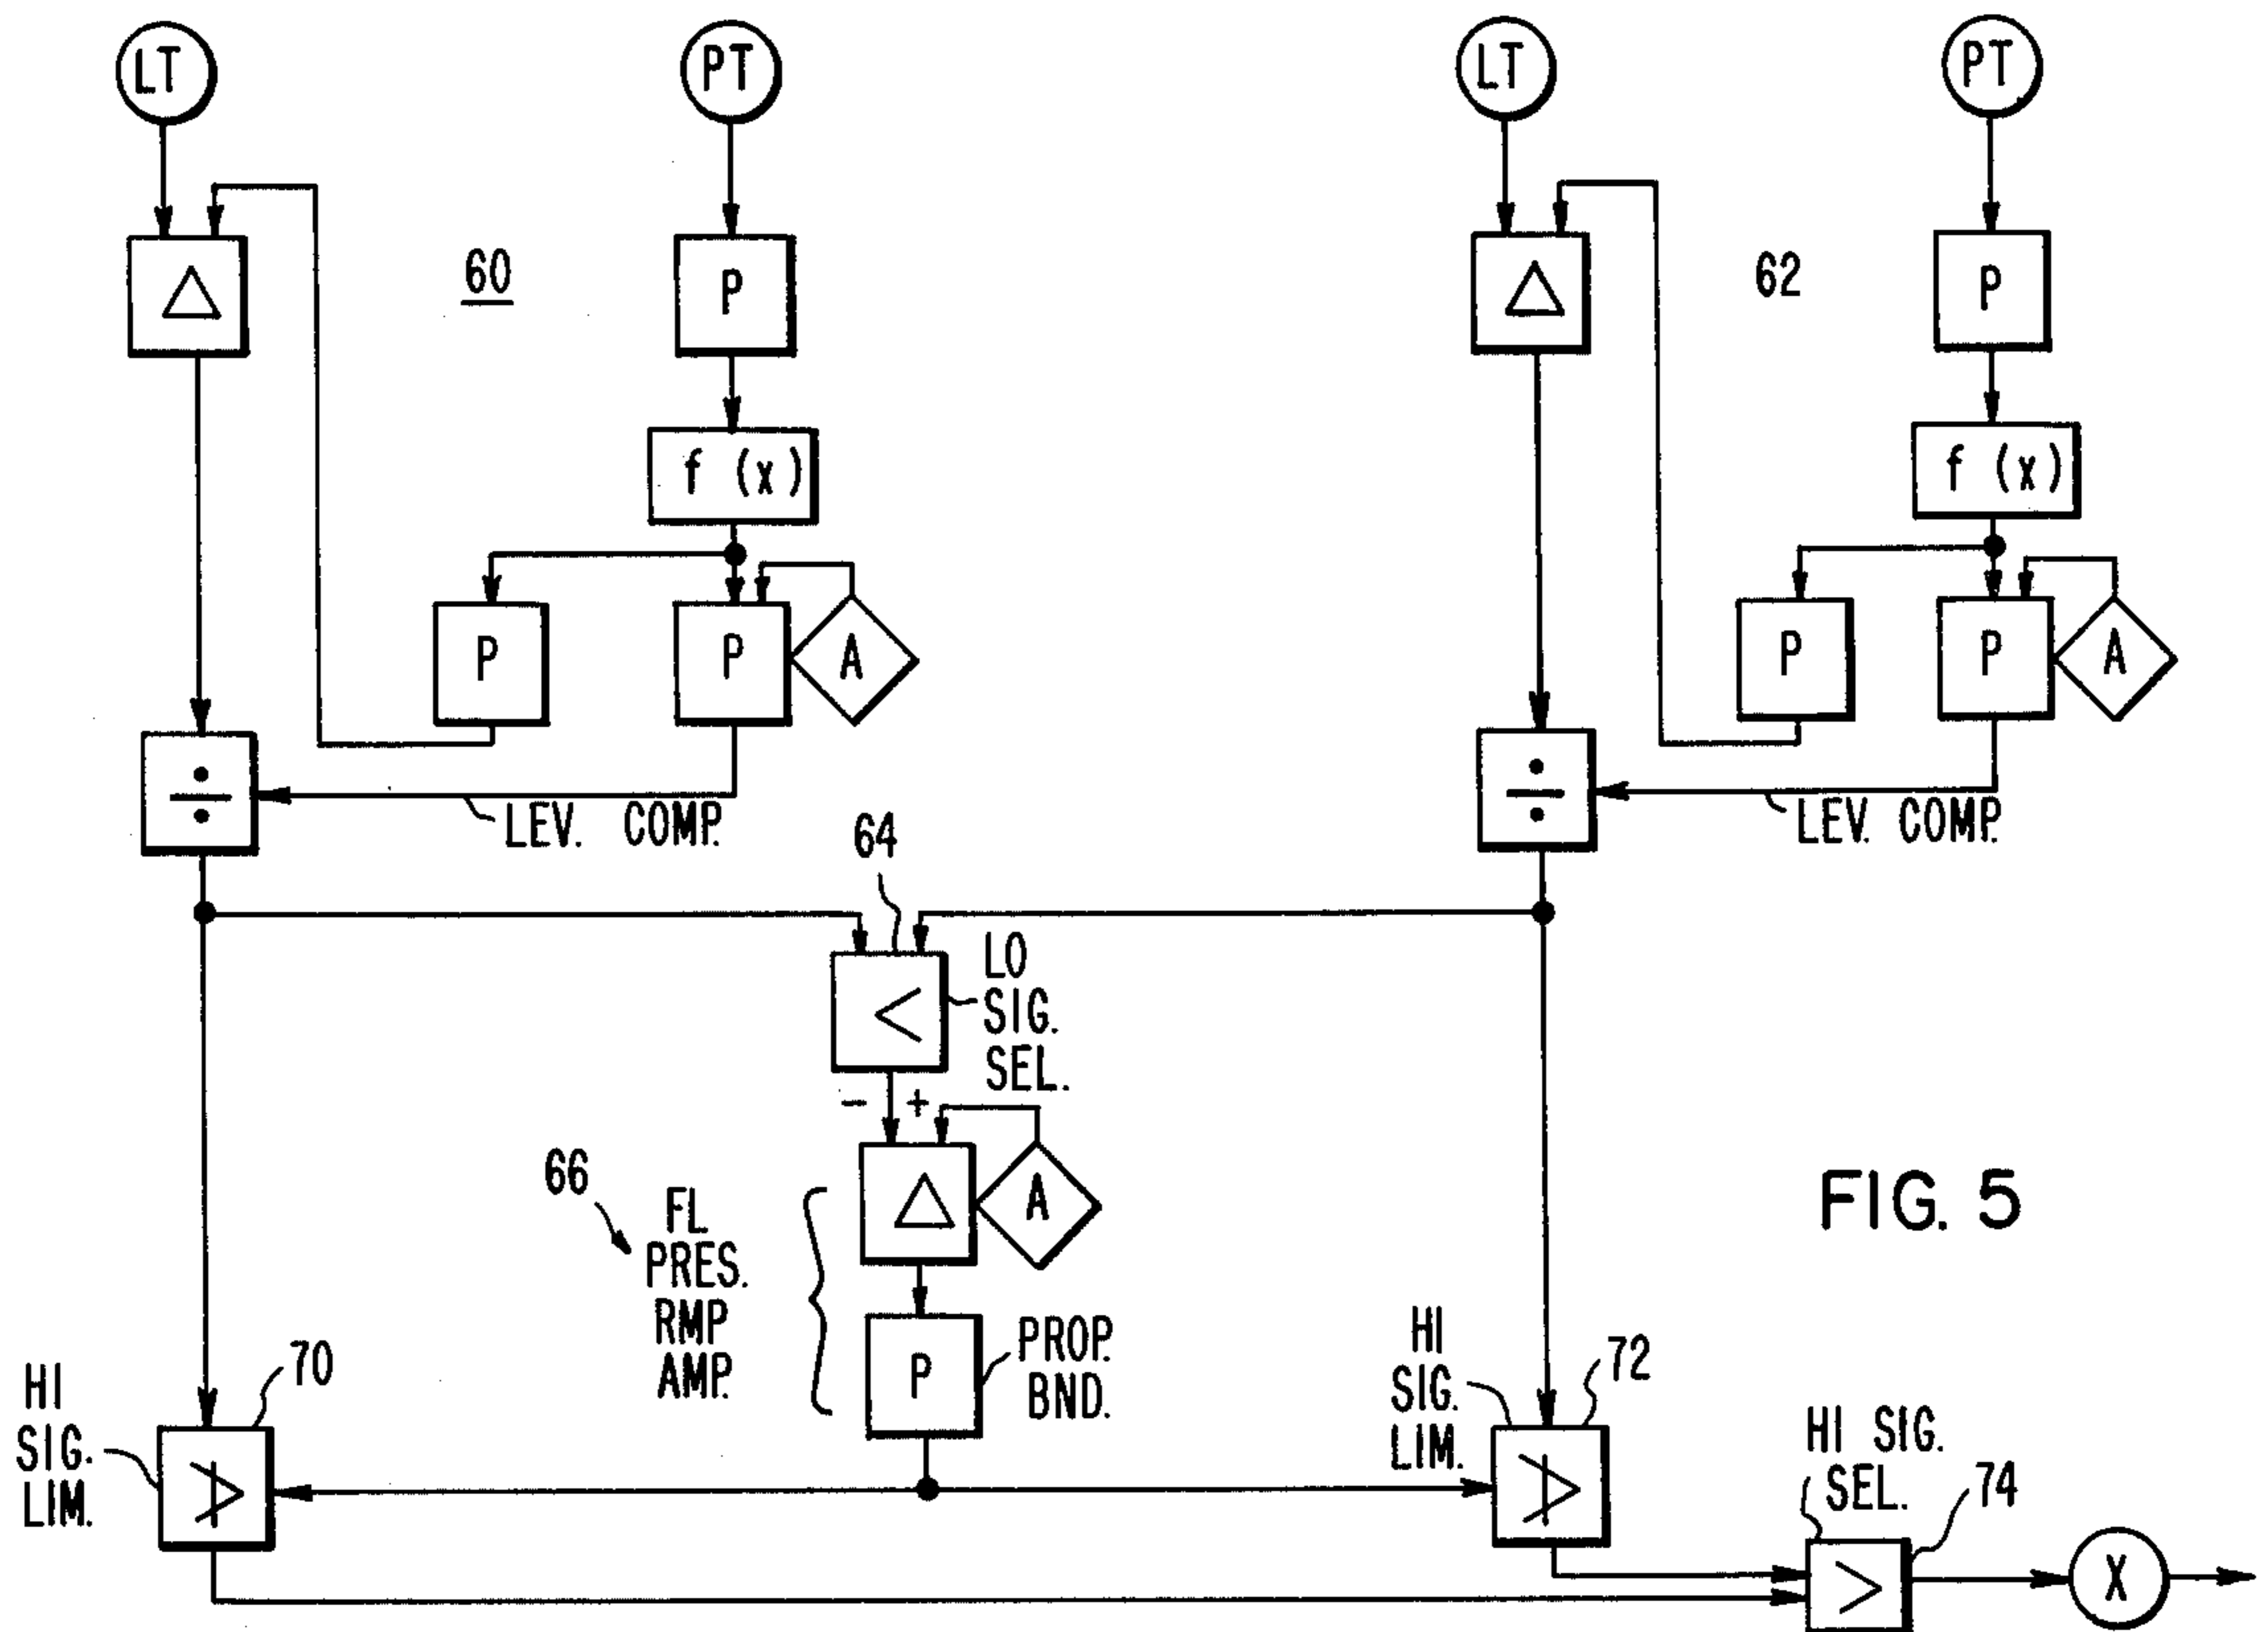 LT
PT
LT
PT
△
60
P
△
62
P
f (x)
f (x)
P
P
A
P
P
A
÷
LEV. COMP.
÷
LEV. COMP.
64
<
LO
SIG.
SEL.
- +
66
FL
PRES.
RMP
AMP.
△
A
P
PROP.
BND.
FIG. 5
HI
SIG.
LIM.
70
HI
SIG.
LIM.
72
HI SIG.
SEL.
74
>
X